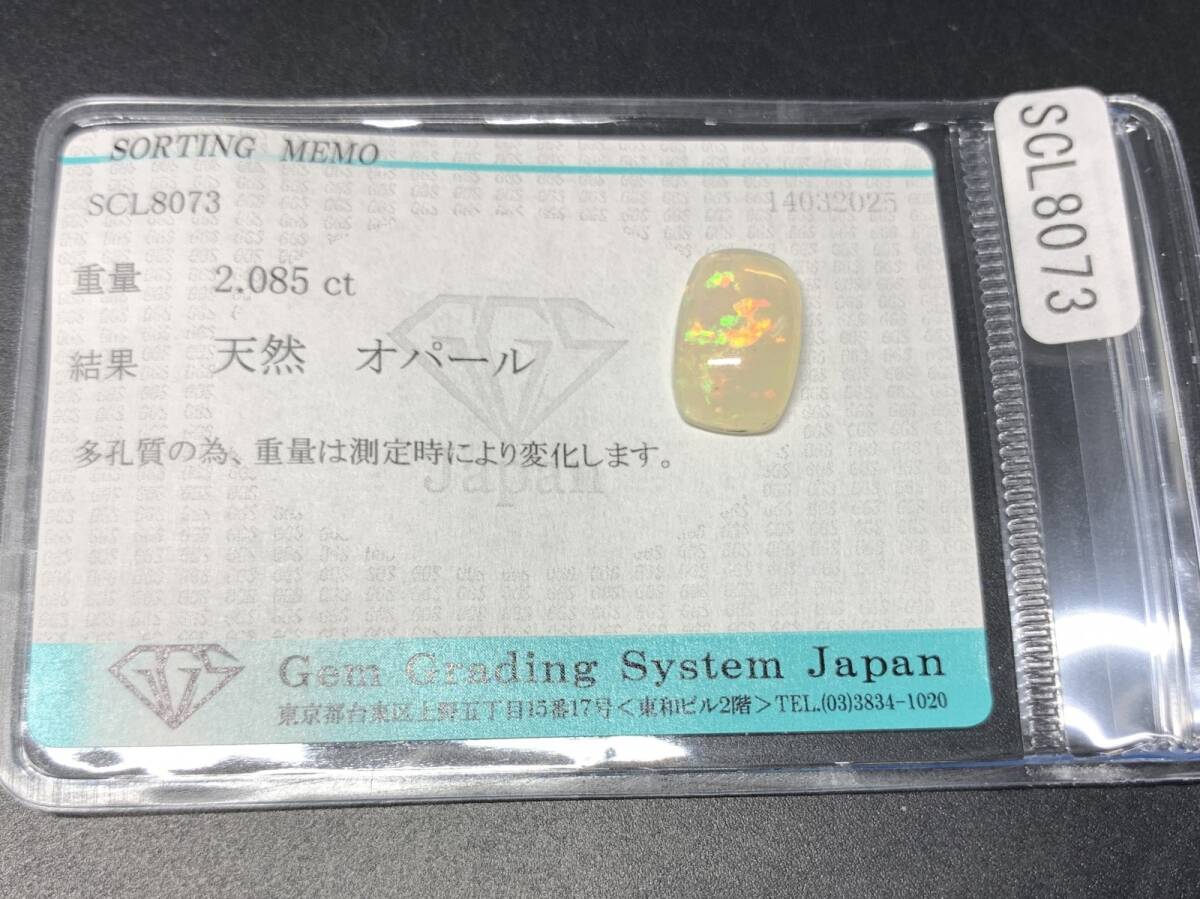 SORTING MEMO
SCL8073 14032025
重量 2.085 ct
結果 天然 オパール
多孔質の為、重量は測定時により変化します。
Japan
GGS Gem Grading System Japan
東京都台東区上野五丁目15番17号＜東和ビル2階＞TEL.(03)3834-1020
SCL8073